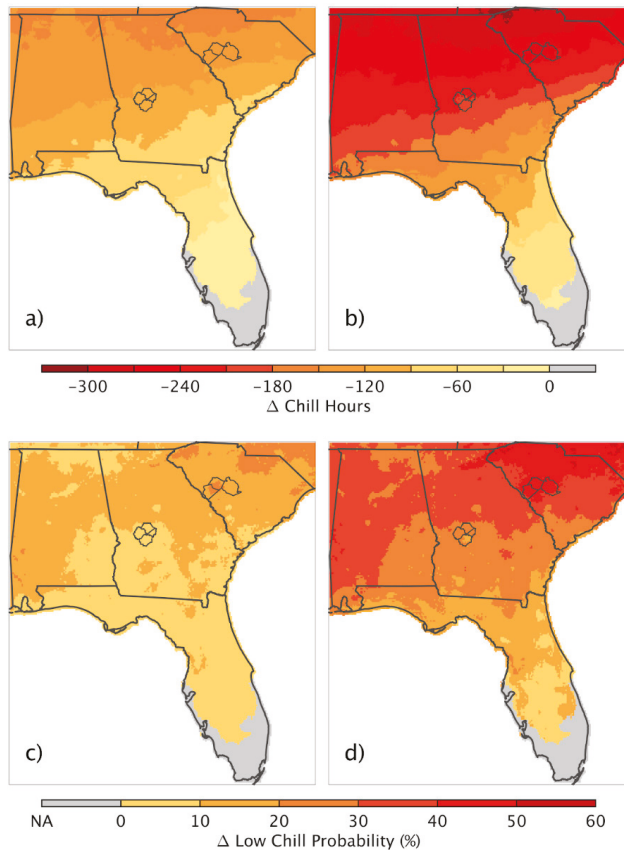 a)
b)
−300 −240 −180 −120 −60 0
Δ Chill Hours
c)
d)
NA 0 10 20 30 40 50 60
Δ Low Chill Probability (%)